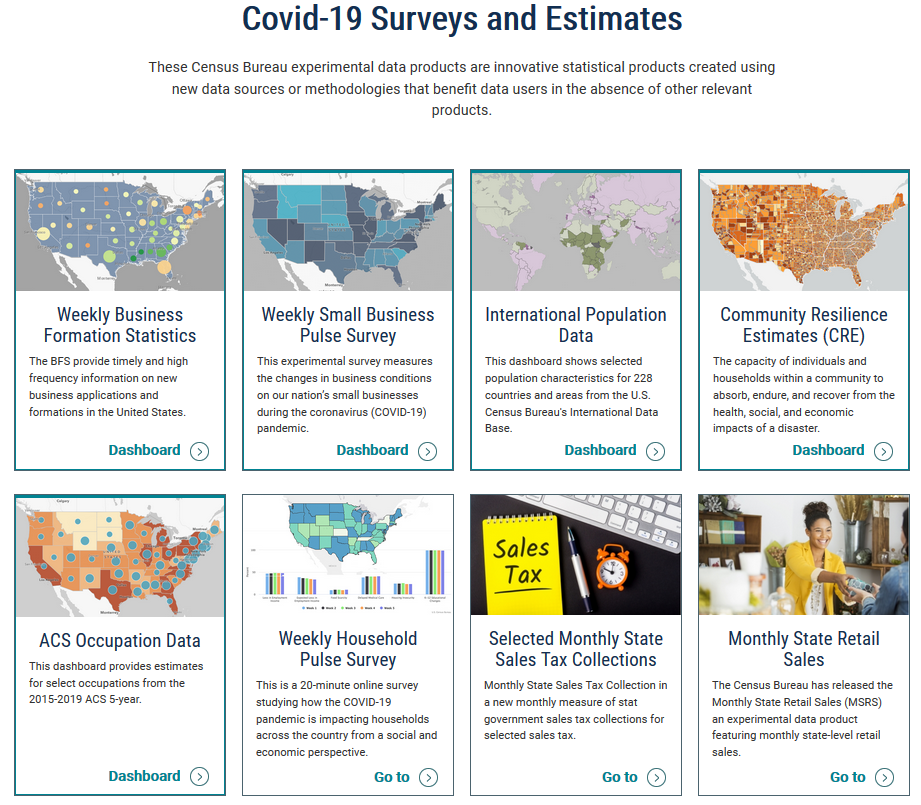 Covid-19 Surveys and Estimates
These Census Bureau experimental data products are innovative statistical products created using
new data sources or methodologies that benefit data users in the absence of other relevant
products.
Weekly Business
Formation Statistics
The BFS provide timely and high
frequency information on new
business applications and
formations in the United States.
Dashboard
Weekly Small Business
Pulse Survey
This experimental survey measures
the changes in business conditions
on our nation's small businesses
during the coronavirus (COVID-19)
pandemic.
Dashboard
International Population
Data
This dashboard shows selected
population characteristics for 228
countries and areas from the U.S.
Census Bureau's International Data
Base.
Dashboard
Community Resilience
Estimates (CRE)
The capacity of individuals and
households within a community to
absorb, endure, and recover from the
health, social, and economic
impacts of a disaster.
Dashboard
ACS Occupation Data
This dashboard provides estimates
for select occupations from the
2015-2019 ACS 5-year.
Dashboard
Weekly Household
Pulse Survey
This is a 20-minute online survey
studying how the COVID-19
pandemic is impacting households
across the country from a social and
economic perspective.
Go to
Sales
Tax
Selected Monthly State
Sales Tax Collections
Monthly State Sales Tax Collection in
a new monthly measure of stat
government sales tax collections for
selected sales tax.
Go to
Monthly State Retail
Sales
The Census Bureau has released the
Monthly State Retail Sales (MSRS)
an experimental data product
featuring monthly state-level retail
sales.
Go to